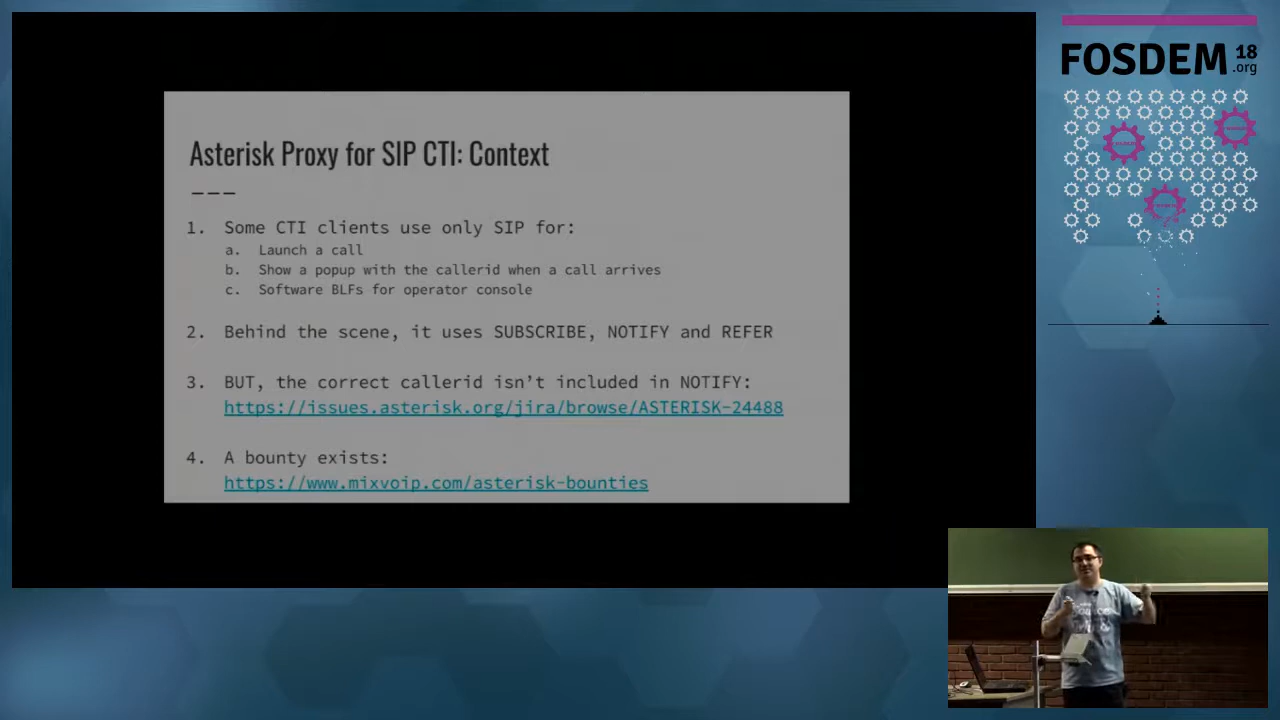 Asterisk Proxy for SIP CTI: Context
1. Some CTI clients use only SIP for:
a. Launch a call
b. Show a popup with the callerid when a call arrives
c. Software BLFs for operator console
2. Behind the scene, it uses SUBSCRIBE, NOTIFY and REFER
3. BUT, the correct callerid isn't included in NOTIFY:
https://issues.asterisk.org/jira/browse/ASTERISK-24488
4. A bounty exists:
https://www.mixvoip.com/asterisk-bounties
FOSDEM 18
.org